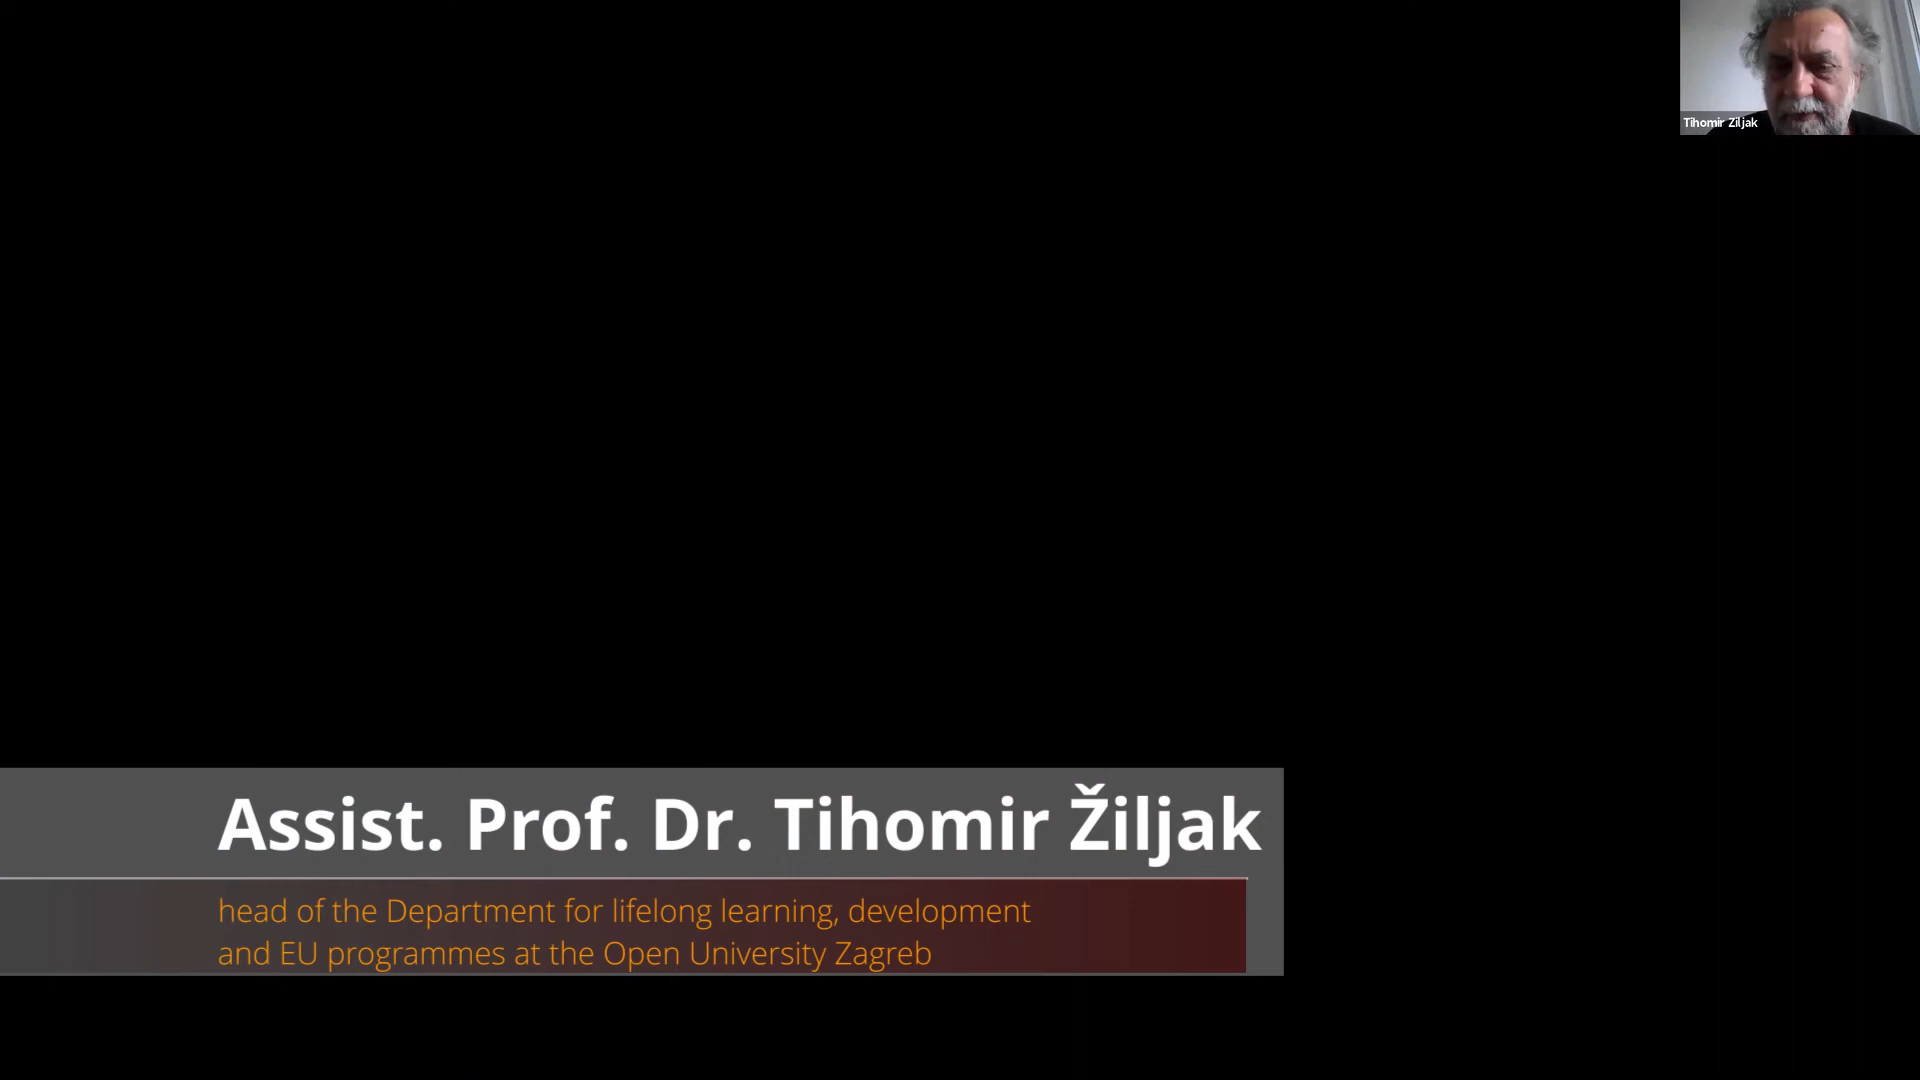 Tihomir Ziljak
Assist. Prof. Dr. Tihomir Žiljak
head of the Department for lifelong learning, development
and EU programmes at the Open University Zagreb